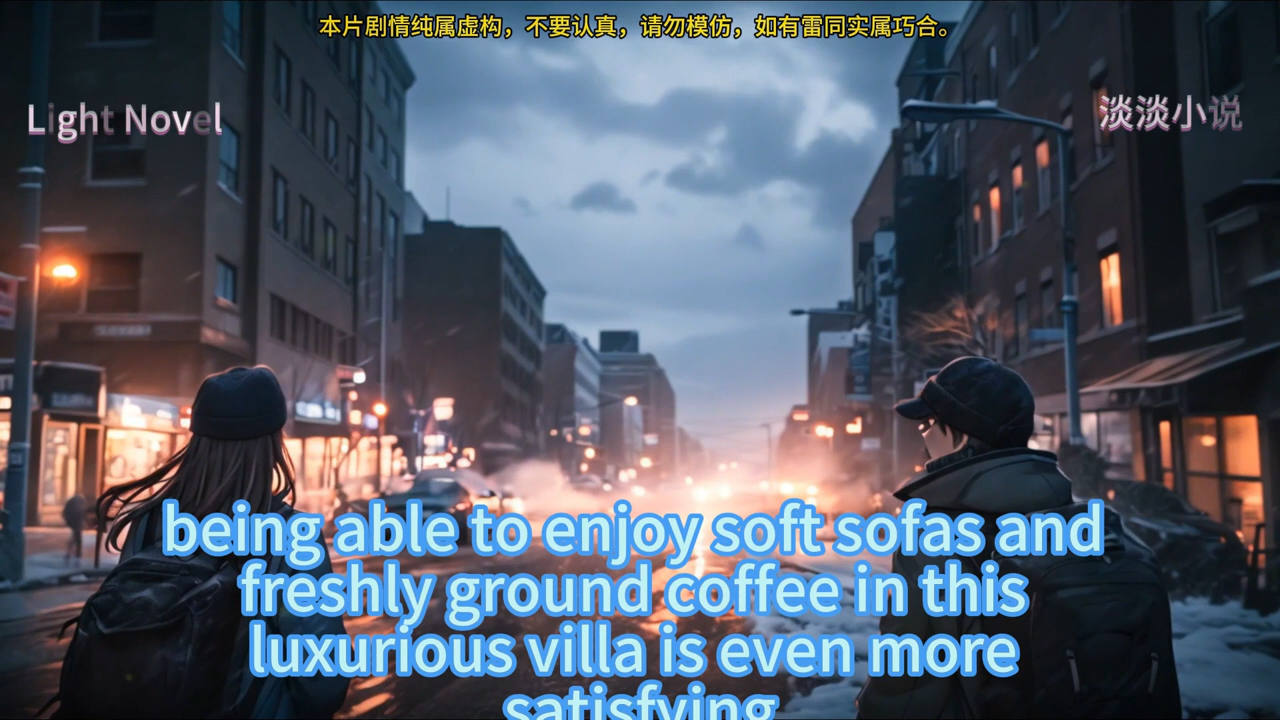 本片剧情纯属虚构，不要认真，请勿模仿，如有雷同实属巧合。
Light Novel
淡淡小说
being able to enjoy soft sofas and
freshly ground coffee in this
luxurious villa is even more
satisfying